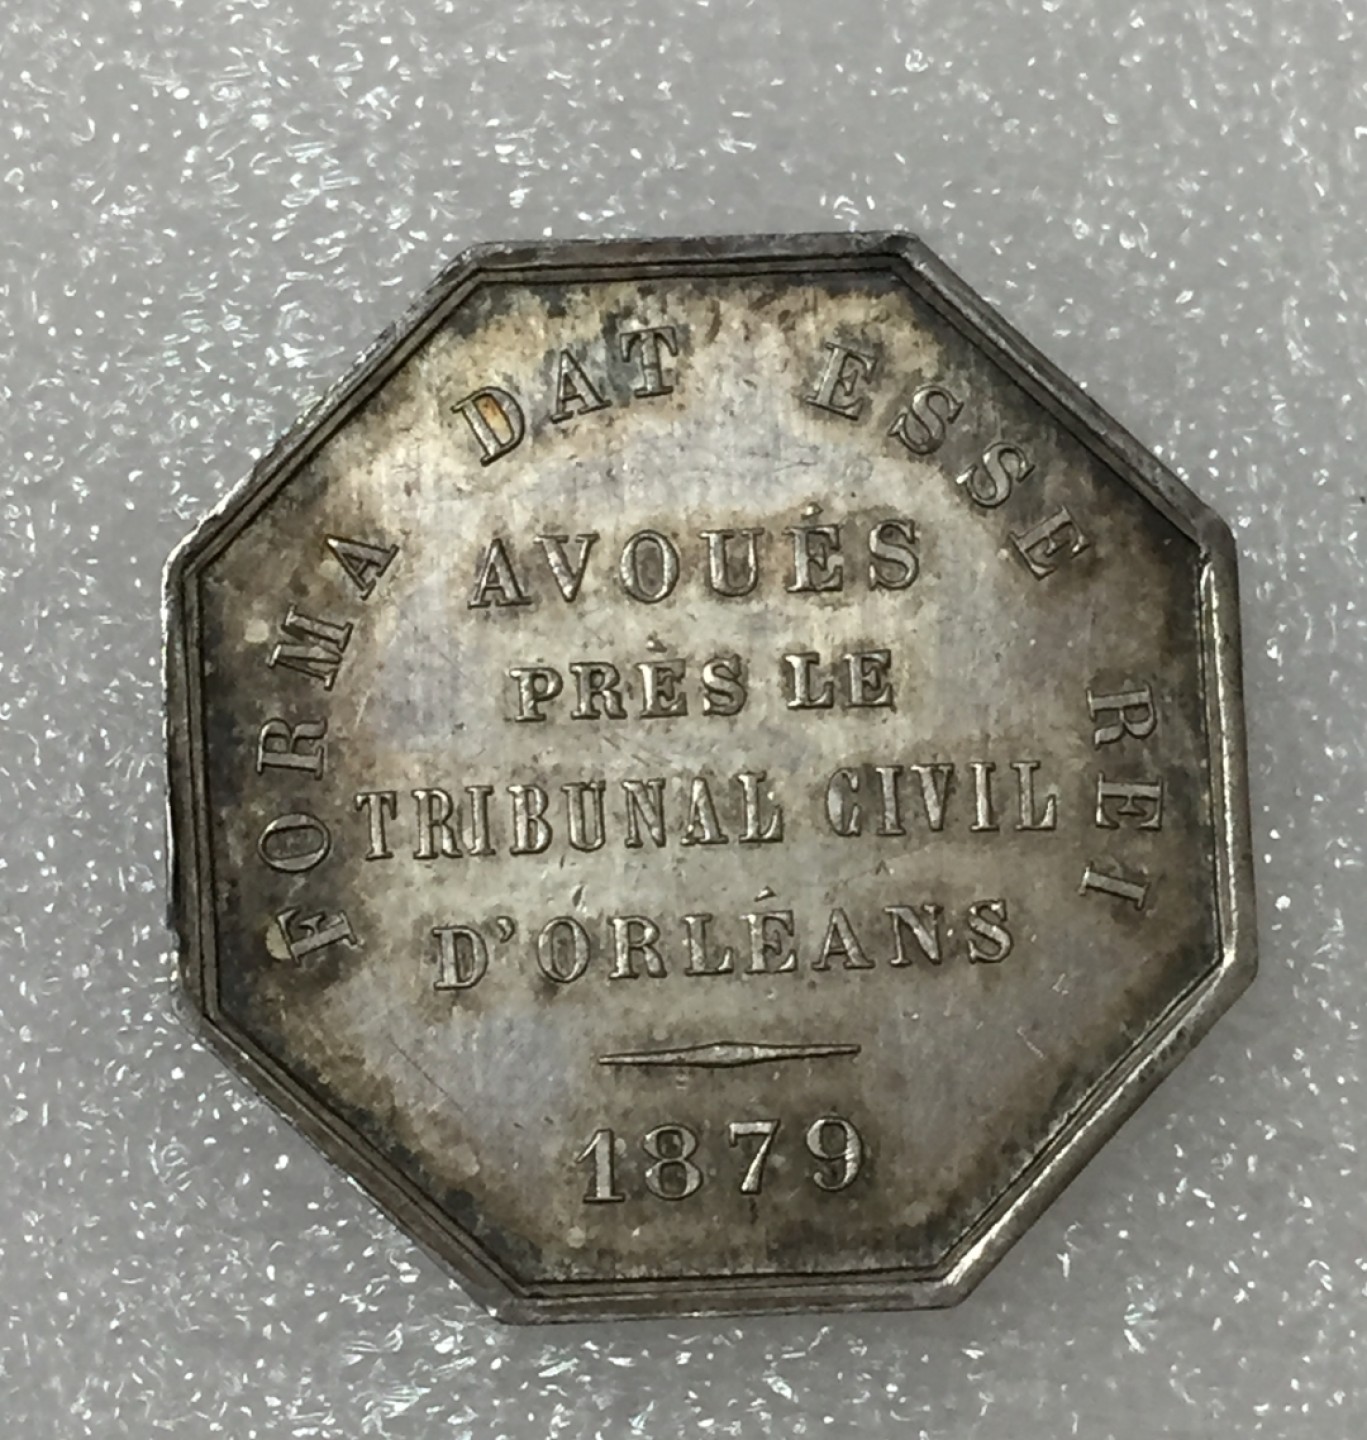 FORMA DAT ESSE REI
AVOUÉS
PRÈS LE
TRIBUNAL CIVIL
D'ORLÉANS
1879